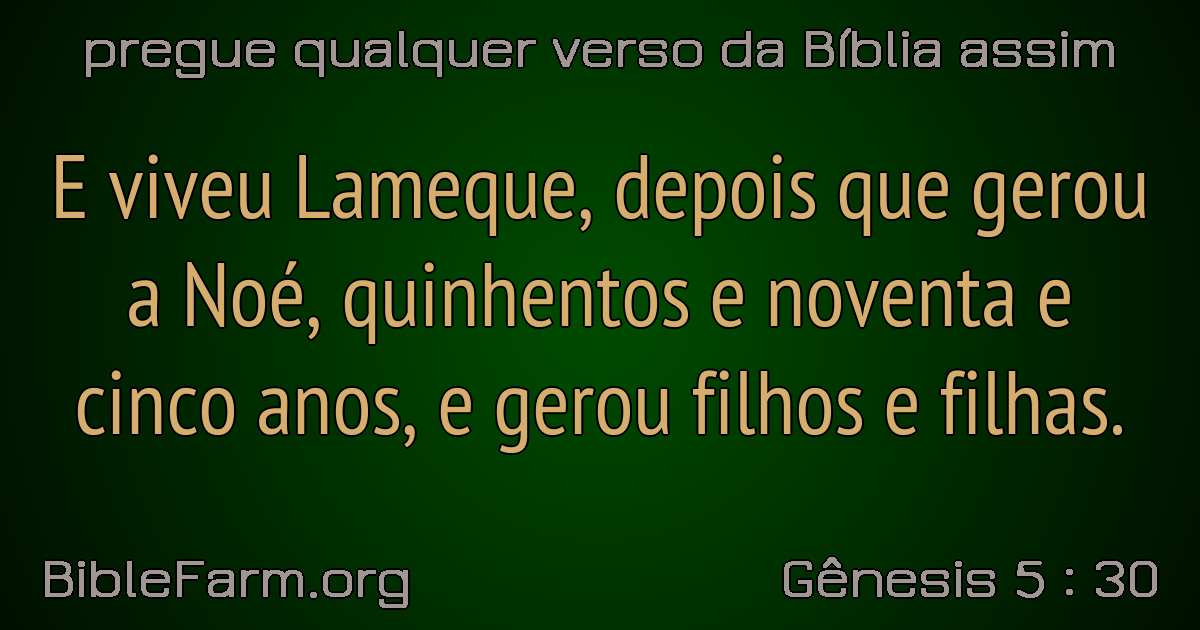 pregue qualquer verso da Bíblia assim
E viveu Lameque, depois que gerou
a Noé, quinhentos e noventa e
cinco anos, e gerou filhos e filhas.
BibleFarm.org
Gênesis 5 : 30